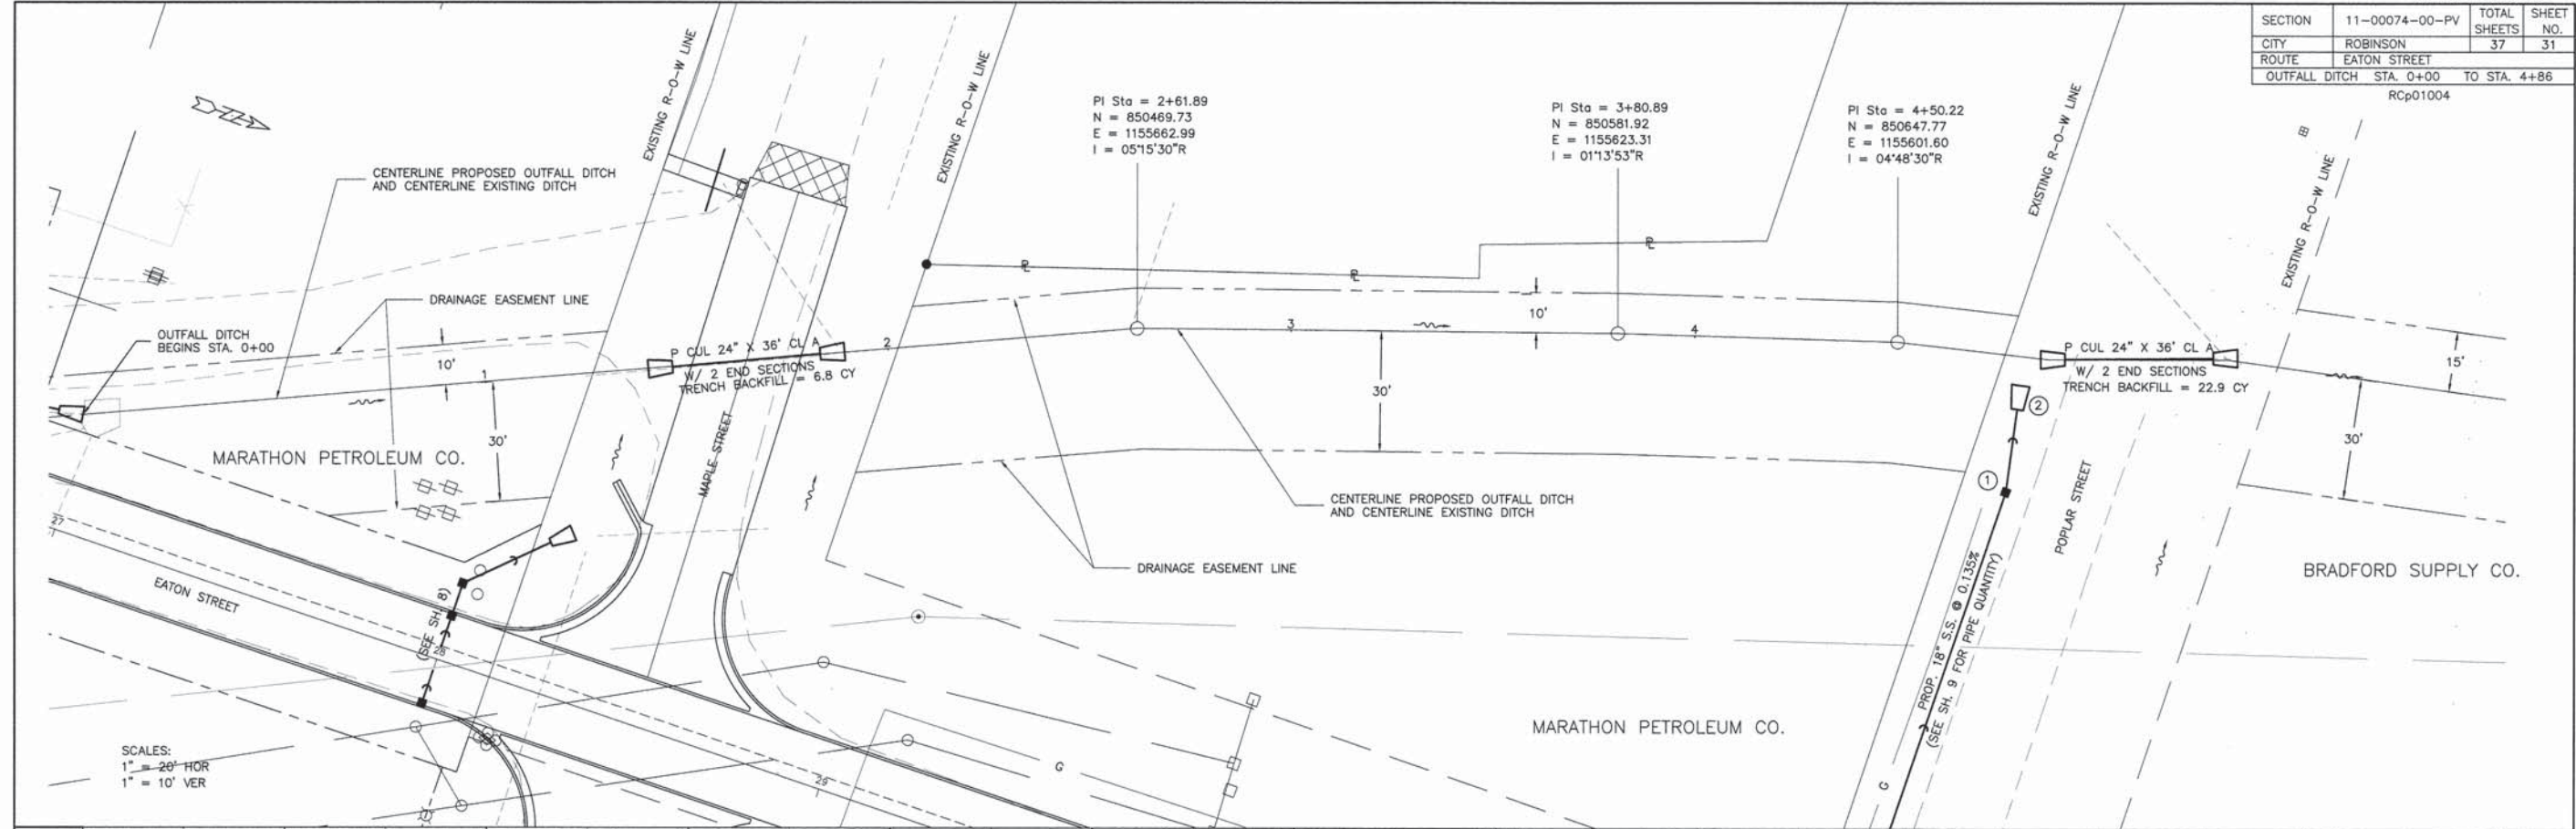 SECTION 11-00074-00-PV TOTAL SHEETS SHEET NO.
CITY ROBINSON 37 31
ROUTE EATON STREET
OUTFALL DITCH STA. 0+00 TO STA. 4+86
RCp01004
EXISTING R-O-W LINE
EXISTING R-O-W LINE
EXISTING R-O-W LINE
EXISTING R-O-W LINE
PI Sta = 2+61.89
N = 850469.73
E = 1155662.99
I = 05°15'30"R
PI Sta = 3+80.89
N = 850581.92
E = 1155623.31
I = 01°13'53"R
PI Sta = 4+50.22
N = 850647.77
E = 1155601.60
I = 04°48'30"R
CENTERLINE PROPOSED OUTFALL DITCH
AND CENTERLINE EXISTING DITCH
DRAINAGE EASEMENT LINE
OUTFALL DITCH
BEGINS STA. 0+00
10'
1
30'
P CUL 24" X 36' CL A
W/ 2 END SECTIONS
TRENCH BACKFILL = 6.8 CY
2
PL
PL
PL
3
10'
4
30'
P CUL 24" X 36' CL A
W/ 2 END SECTIONS
TRENCH BACKFILL = 22.9 CY
15'
30'
2
1
MARATHON PETROLEUM CO.
MAPLE STREET
CENTERLINE PROPOSED OUTFALL DITCH
AND CENTERLINE EXISTING DITCH
DRAINAGE EASEMENT LINE
POPLAR STREET
BRADFORD SUPPLY CO.
27
EATON STREET
(SEE SH. 8)
28
29
G
MARATHON PETROLEUM CO.
PROP. 18" S.S. @ 0.135%
(SEE SH. 9 FOR PIPE QUANTITY)
G
SCALES:
1" = 20' HOR
1" = 10' VER